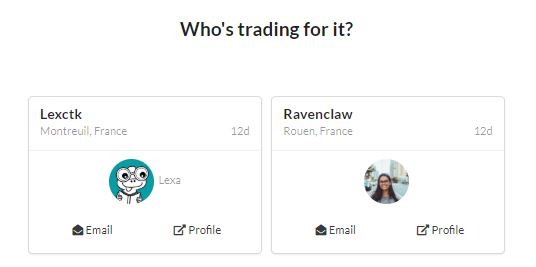 Who's trading for it?
Lexctk
Montreuil, France 12d
Lexa
Email Profile
Ravenclaw
Rouen, France 12d
Email Profile